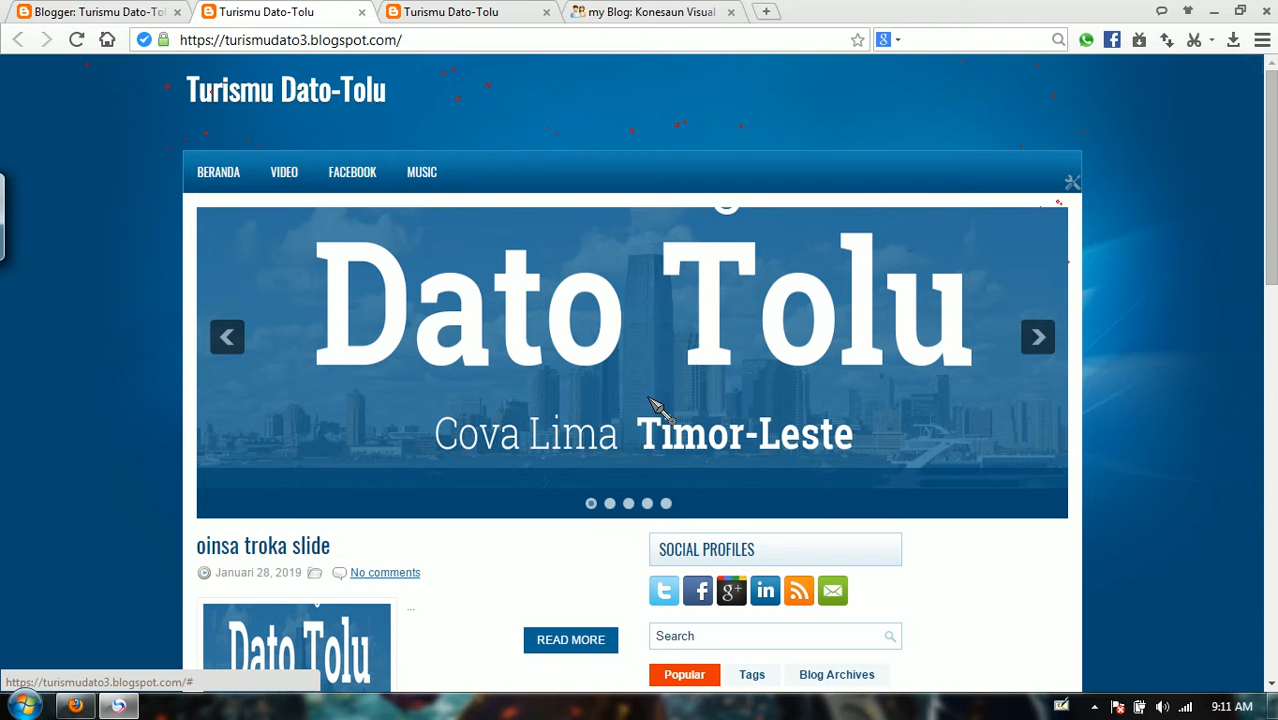 Blogger: Turismu Dato-Tol
Turismu Dato-Tolu
Turismu Dato-Tolu
my Blog: Konesaun Visual
https://turismudato3.blogspot.com/
Turismu Dato-Tolu
BERANDA VIDEO FACEBOOK MUSIC
Dato Tolu
Cova Lima Timor-Leste
oinsa troka slide
Januari 28, 2019 No comments
...
READ MORE
Dato Tolu
SOCIAL PROFILES
Search
Popular Tags Blog Archives
https://turismudato3.blogspot.com/#
9:11 AM